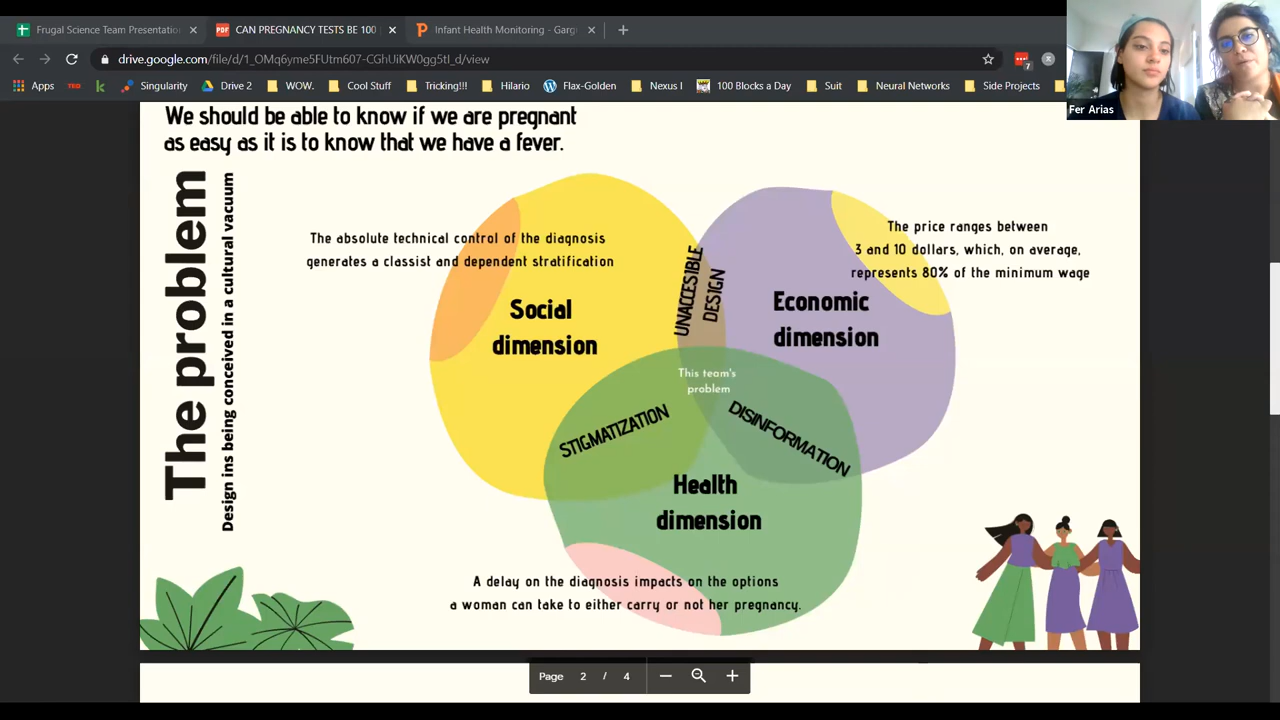 Frugal Science Team Presentatio
CAN PREGNANCY TESTS BE 100
Infant Health Monitoring - Garg
drive.google.com/file/d/1_OMq6yme5FUtm607-CGhUiKW0gg5tI_d/view
7
Apps
TED
k
Singularity
Drive 2
WOW.
Cool Stuff
Tricking!!!
Hilario
Flax-Golden
Nexus I
100 Blocks a Day
Suit
Neural Networks
Side Projects
Fer Arias
We should be able to know if we are pregnant
as easy as it is to know that we have a fever.
The problem
Design ins being conceived in a cultural vacuum
The absolute technical control of the diagnosis
generates a classist and dependent stratification
Social
dimension
UNACCESIBLE
DESIGN
The price ranges between
3 and 10 dollars, which, on average,
represents 80% of the minimum wage
Economic
dimension
This team's
problem
STIGMATIZATION
DISINFORMATION
Health
dimension
A delay on the diagnosis impacts on the options
a woman can take to either carry or not her pregnancy.
Page 2 / 4